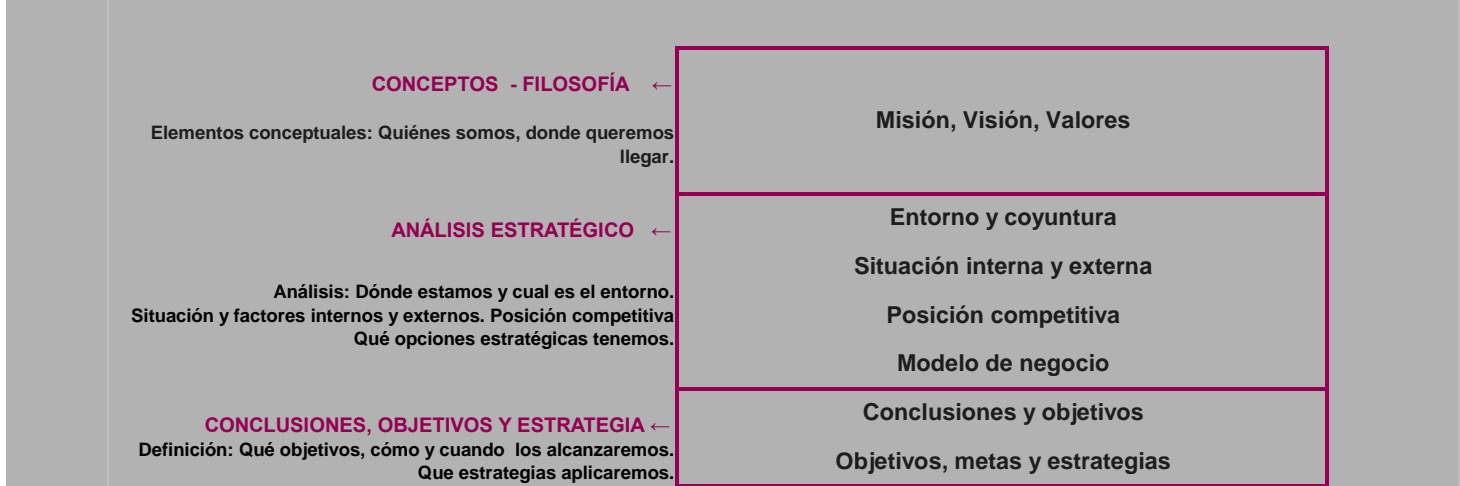 CONCEPTOS - FILOSOFÍA ←
Elementos conceptuales: Quiénes somos, donde queremos
llegar.
Misión, Visión, Valores
ANÁLISIS ESTRATÉGICO ←
Análisis: Dónde estamos y cual es el entorno.
Situación y factores internos y externos. Posición competitiva
Qué opciones estratégicas tenemos.
Entorno y coyuntura
Situación interna y externa
Posición competitiva
Modelo de negocio
CONCLUSIONES, OBJETIVOS Y ESTRATEGIA ←
Definición: Qué objetivos, cómo y cuando los alcanzaremos.
Que estrategias aplicaremos.
Conclusiones y objetivos
Objetivos, metas y estrategias